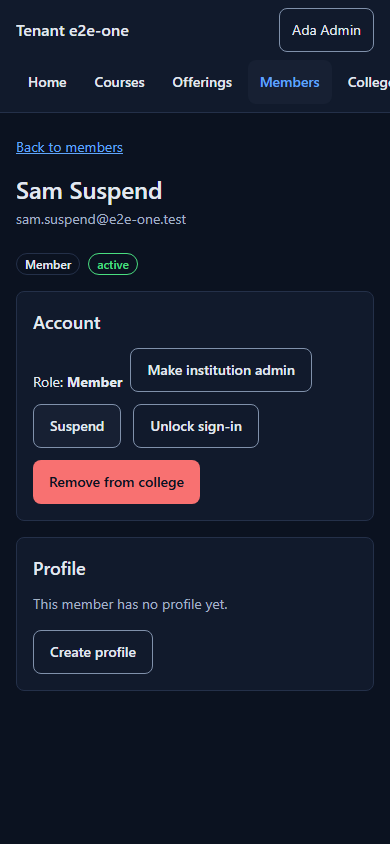 Tenant e2e-one
Ada Admin
Home Courses Offerings Members
Back to members
Sam Suspend
sam.suspend@e2e-one.test
Member active
Account
Role: Member Make institution admin
Suspend Unlock sign-in
Remove from college
Profile
This member has no profile yet.
Create profile